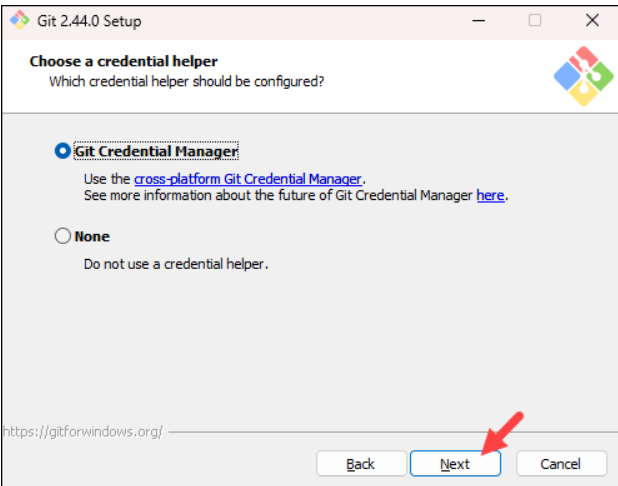 Git 2.44.0 Setup
Choose a credential helper
Which credential helper should be configured?
Git Credential Manager
Use the cross-platform Git Credential Manager.
See more information about the future of Git Credential Manager here.
None
Do not use a credential helper.
https://gitforwindows.org/
Back Next Cancel